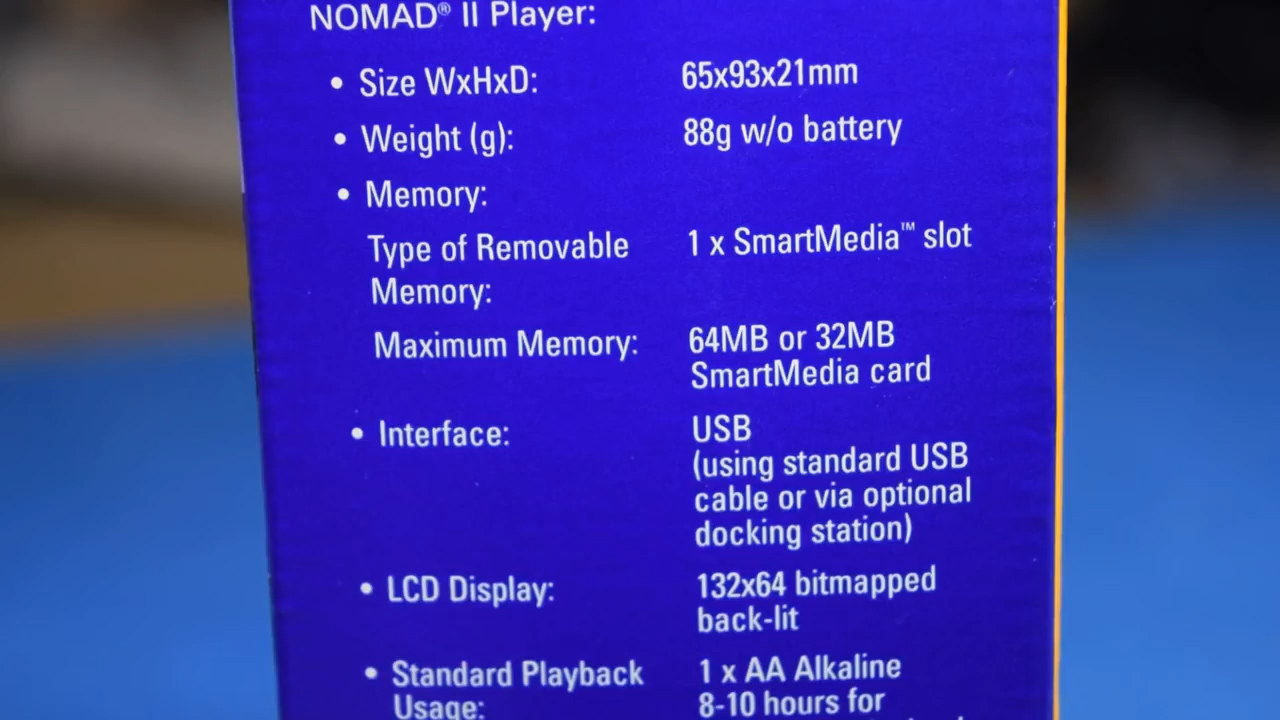 NOMAD® II Player:
• Size WxHxD: 65x93x21mm
• Weight (g): 88g w/o battery
• Memory:
Type of Removable 1 x SmartMedia™ slot
Memory:
Maximum Memory: 64MB or 32MB
SmartMedia card
• Interface: USB
(using standard USB
cable or via optional
docking station)
• LCD Display: 132x64 bitmapped
back-lit
• Standard Playback 1 x AA Alkaline
Usage: 8-10 hours for